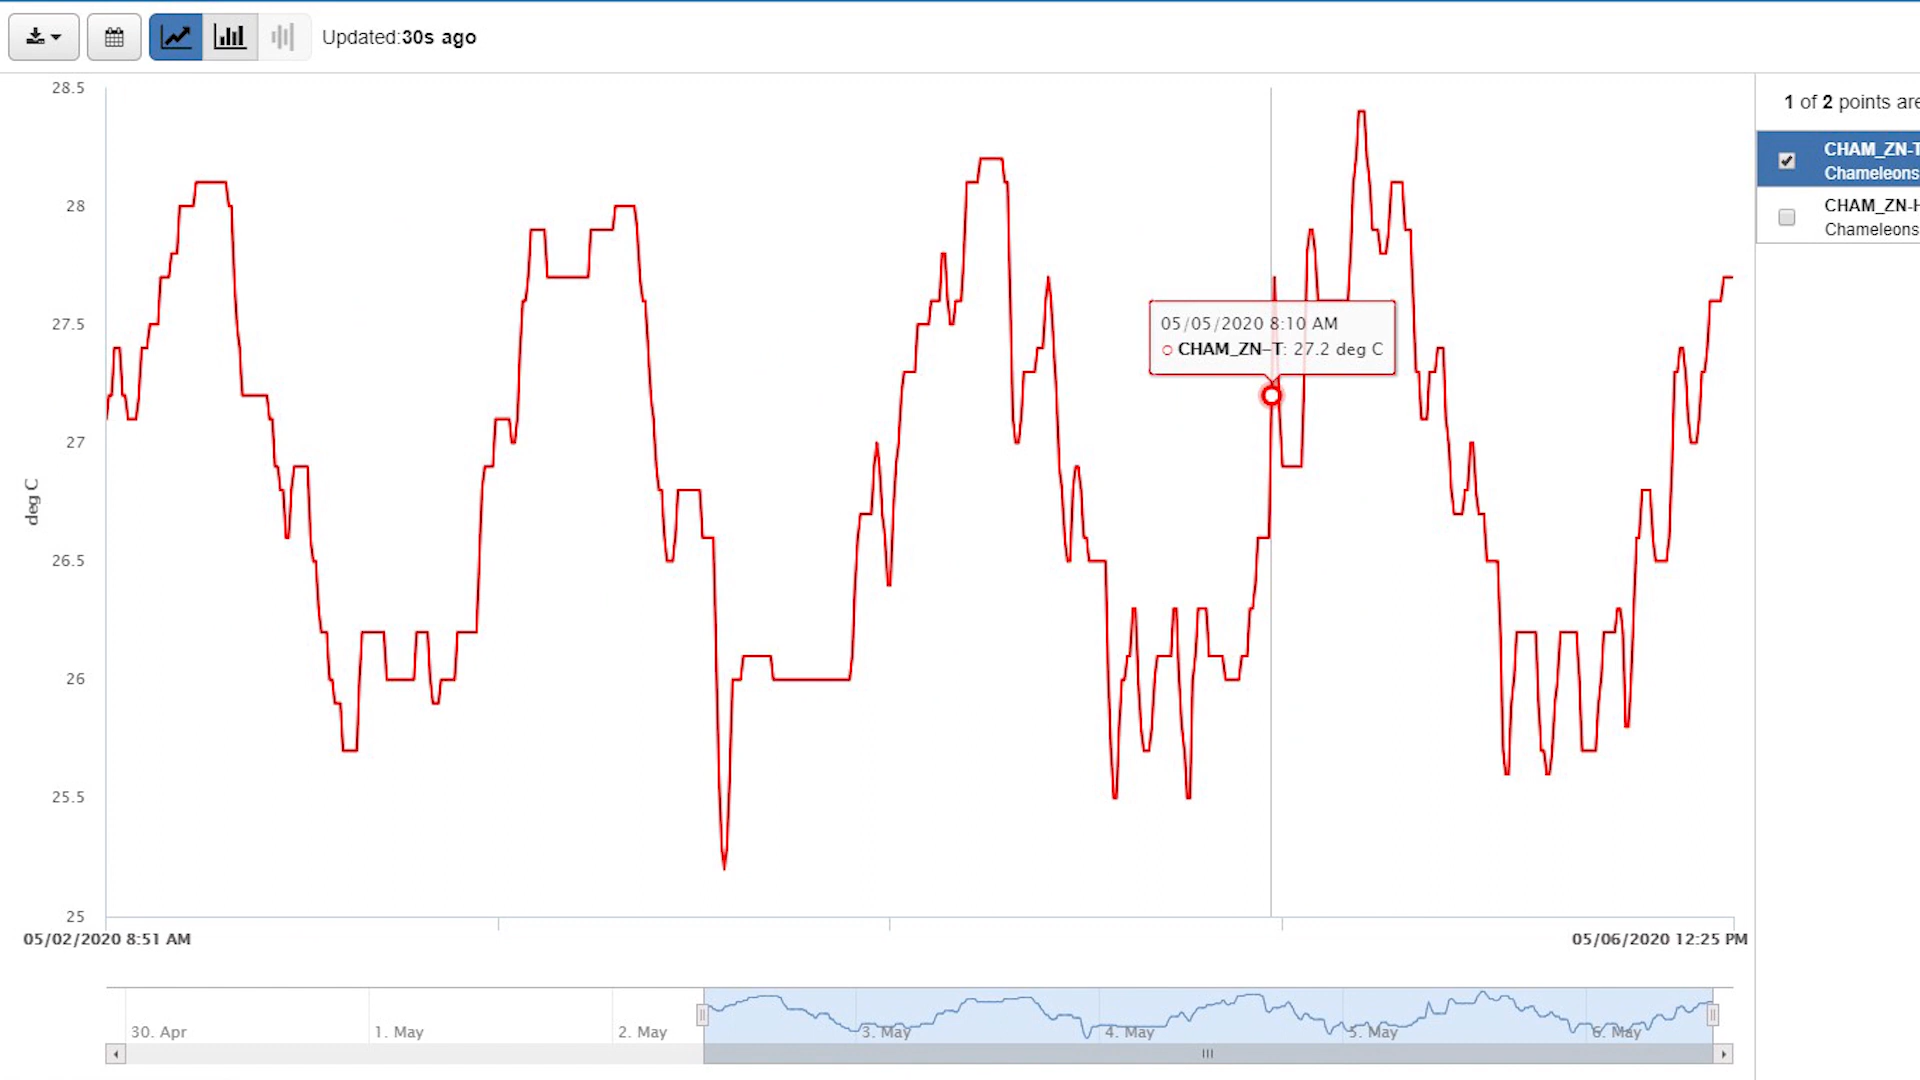 Updated:30s ago
1 of 2 points are
CHAM_ZN-T
Chameleons
CHAM_ZN-H
Chameleons
28.5
28
27.5
27
26.5
26
25.5
25
deg C
05/05/2020 8:10 AM
CHAM_ZN-T: 27.2 deg C
05/02/2020 8:51 AM
05/06/2020 12:25 PM
30. Apr
1. May
2. May
3. May
4. May
5. May
6. May